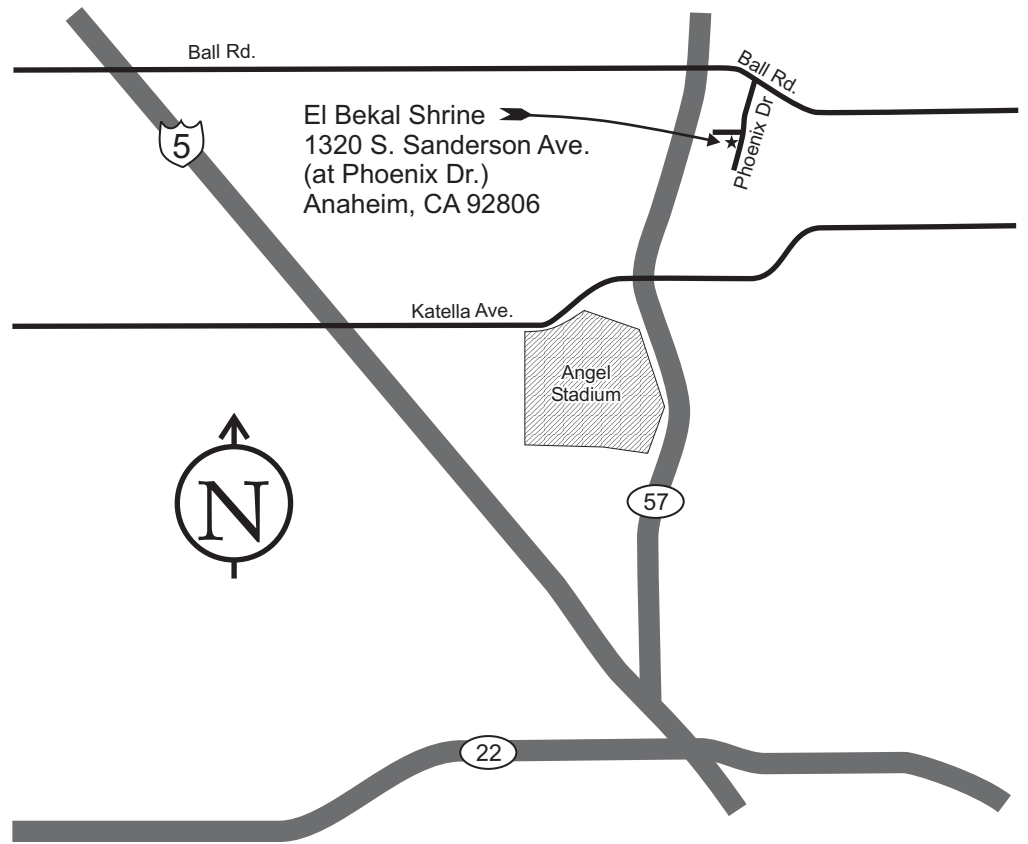 Ball Rd.
Ball Rd.
5
El Bekal Shrine
1320 S. Sanderson Ave.
(at Phoenix Dr.)
Anaheim, CA 92806
Phoenix Dr
Katella Ave.
Angel
Stadium
N
57
22